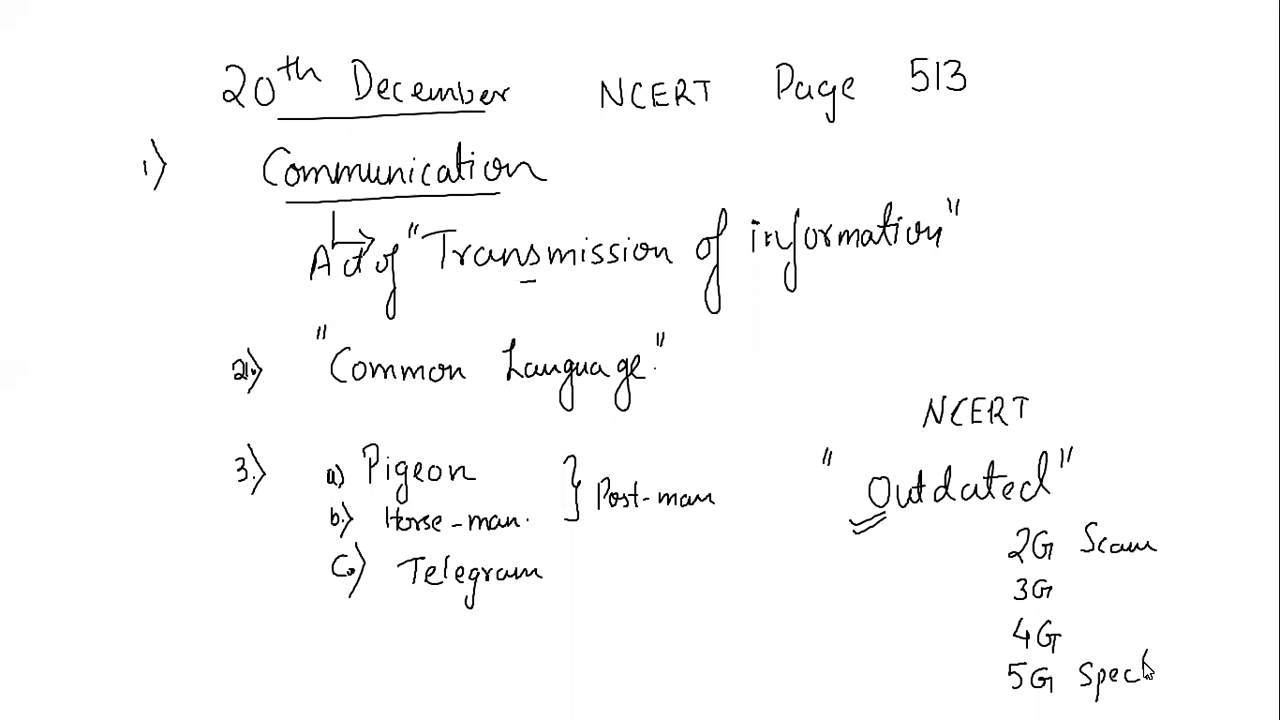 20th December NCERT Page 513
1.) Communication
Act of "Transmission of information"
2.) "Common Language".
3.) a) Pigeon
b.) Horse-man.
} Post-man
c.) Telegram
NCERT
"Outdated"
2G Scam
3G
4G
5G Spect